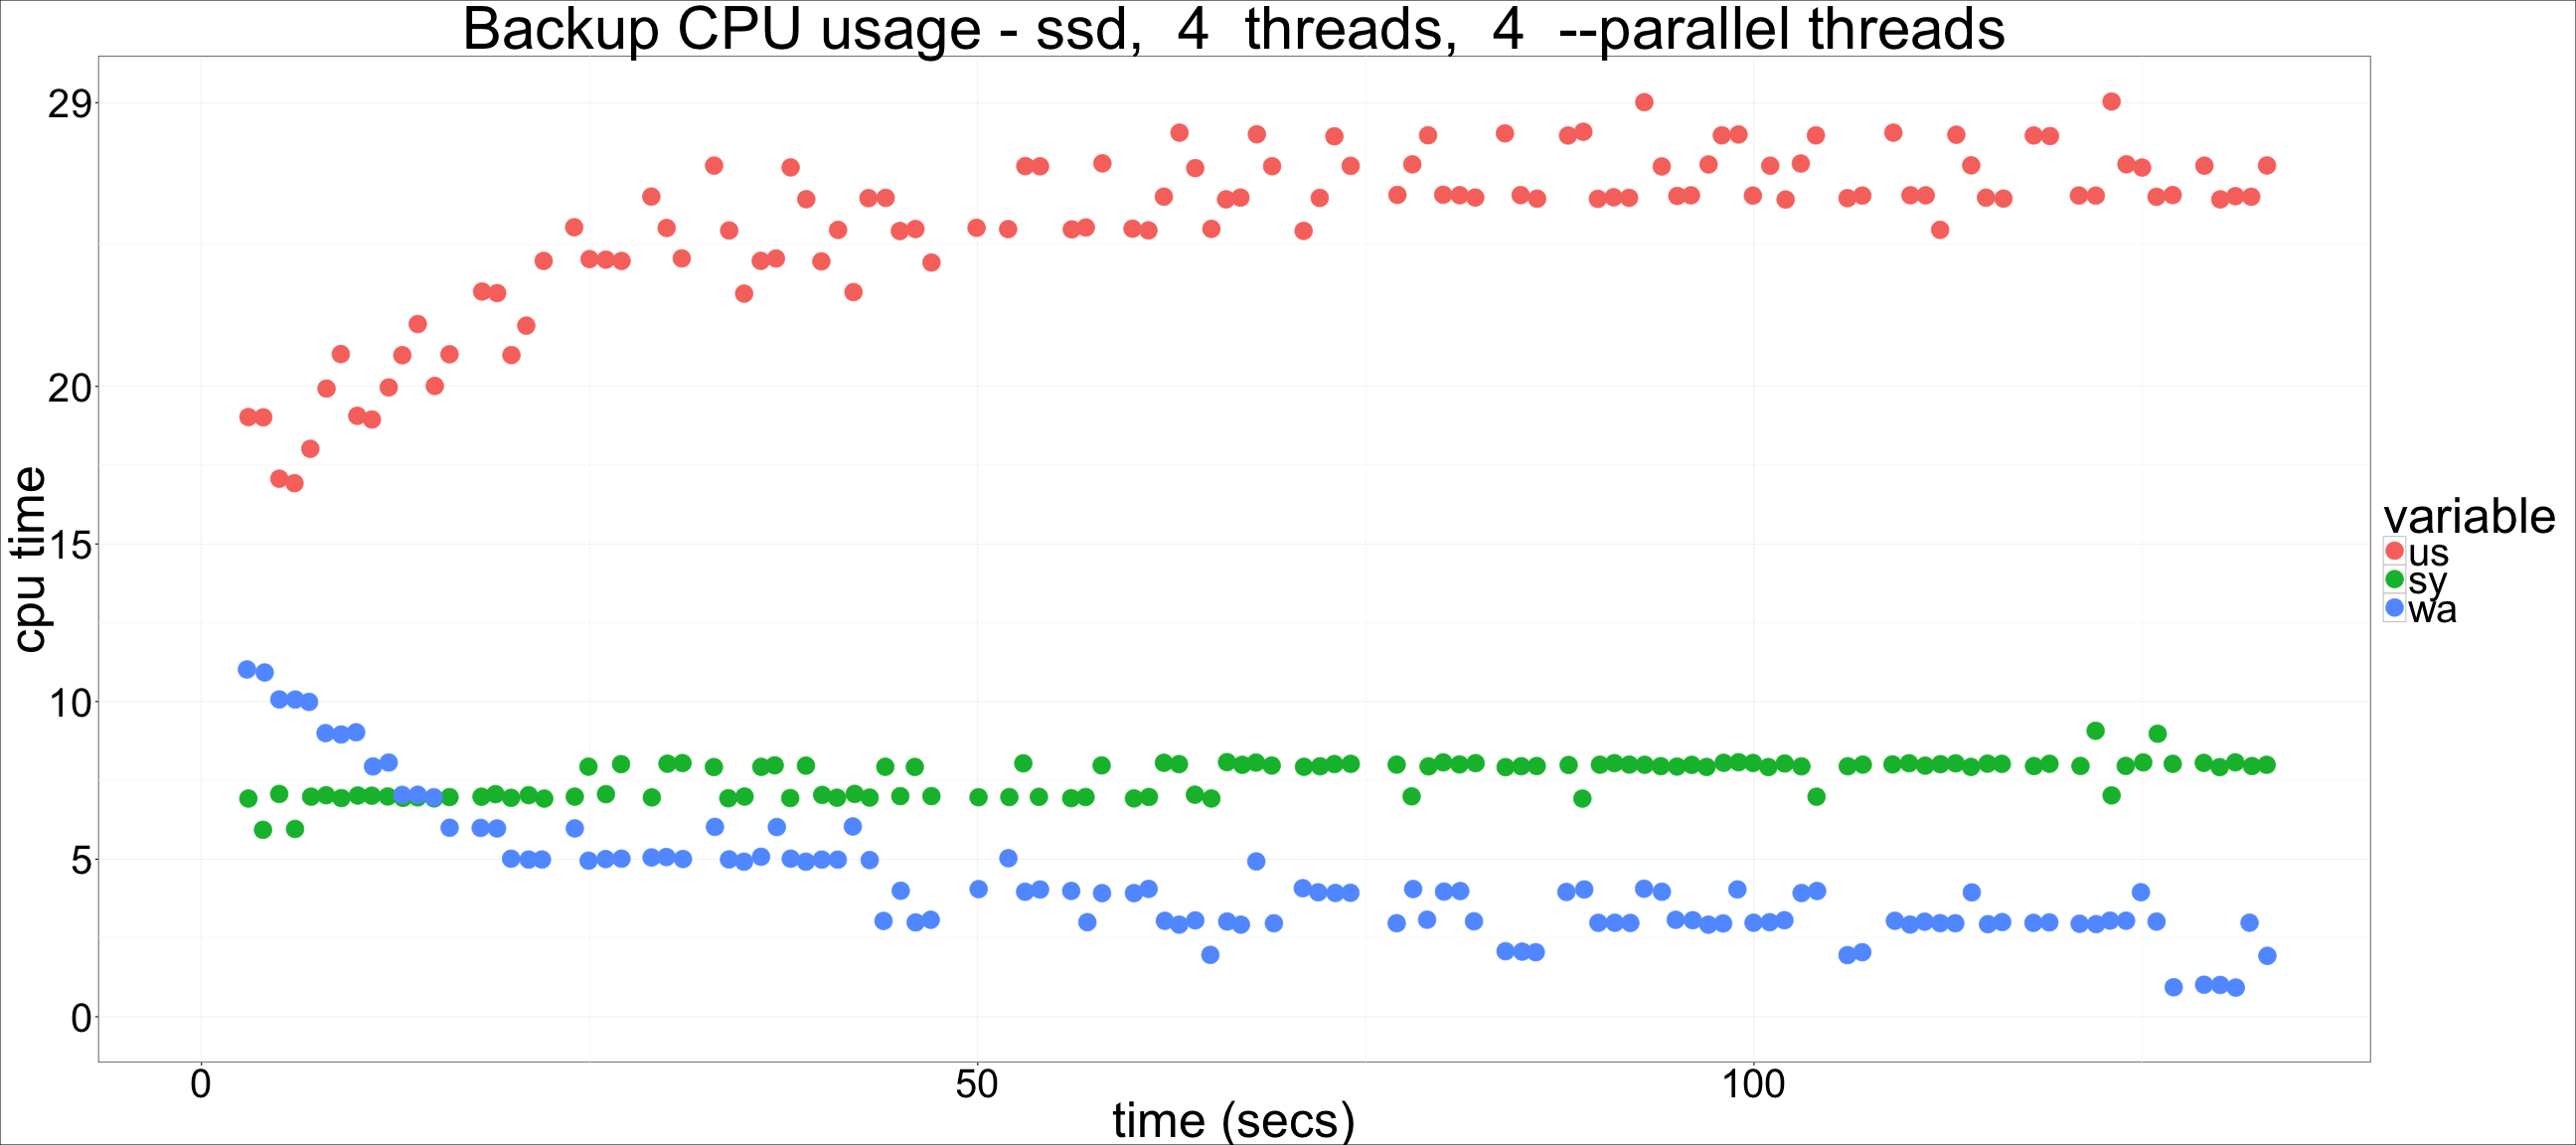 Backup CPU usage - ssd,  4  threads,  4  --parallel threads
29
20
15
10
5
0
cpu time
0 50 100
time (secs)
variable
us
sy
wa